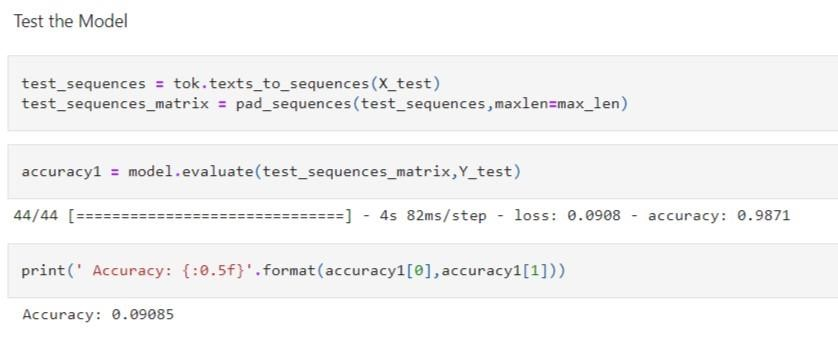 Test the Model
test_sequences = tok.texts_to_sequences(X_test)
test_sequences_matrix = pad_sequences(test_sequences,maxlen=max_len)
accuracy1 = model.evaluate(test_sequences_matrix,Y_test)
44/44 [==============================] - 4s 82ms/step - loss: 0.0908 - accuracy: 0.9871
print(' Accuracy: {:0.5f}'.format(accuracy1[0],accuracy1[1]))
Accuracy: 0.09085